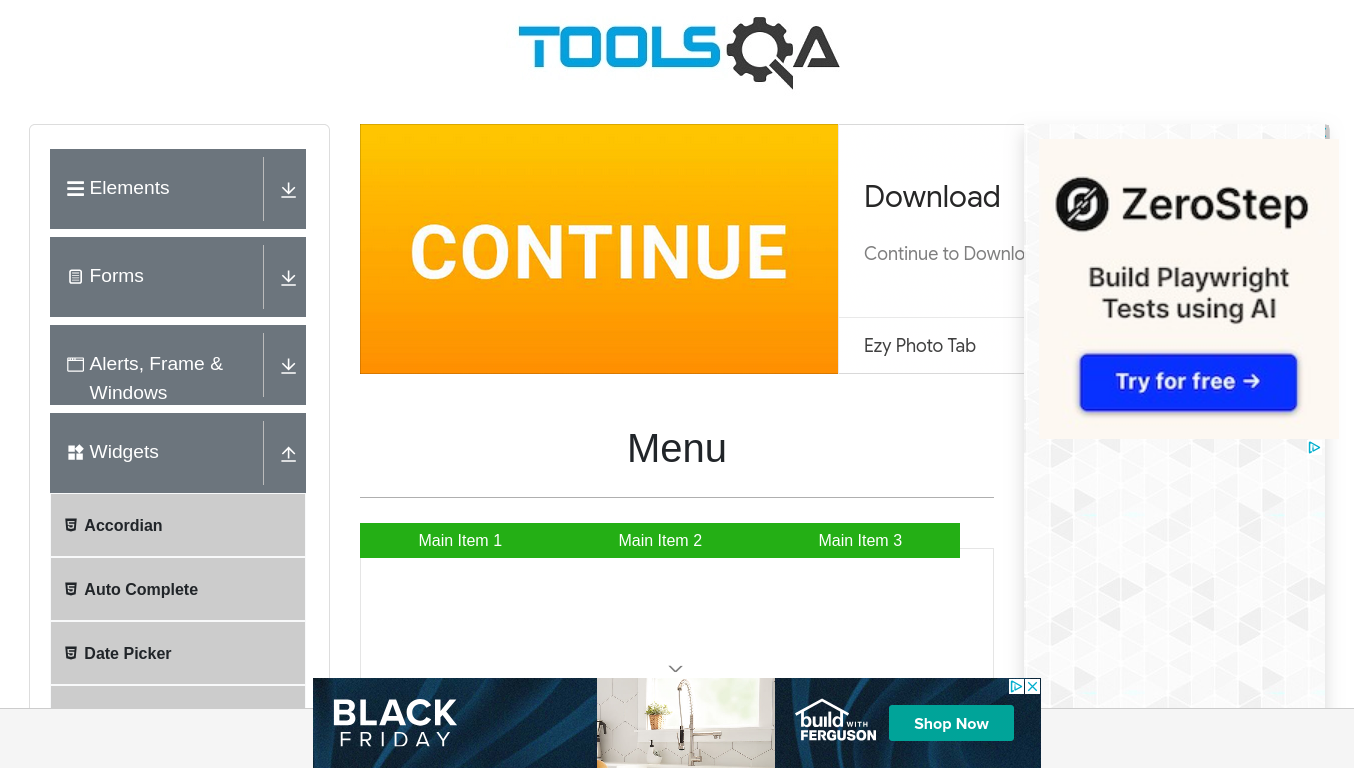 TOOLSQA
Elements
Forms
Alerts, Frame &
Windows
Widgets
Accordian
Auto Complete
Date Picker
CONTINUE
Download
Continue to Downlo
Ezy Photo Tab
Menu
Main Item 1
Main Item 2
Main Item 3
ZeroStep
Build Playwright
Tests using AI
Try for free →
BLACK
FRIDAY
build WITH
FERGUSON
Shop Now